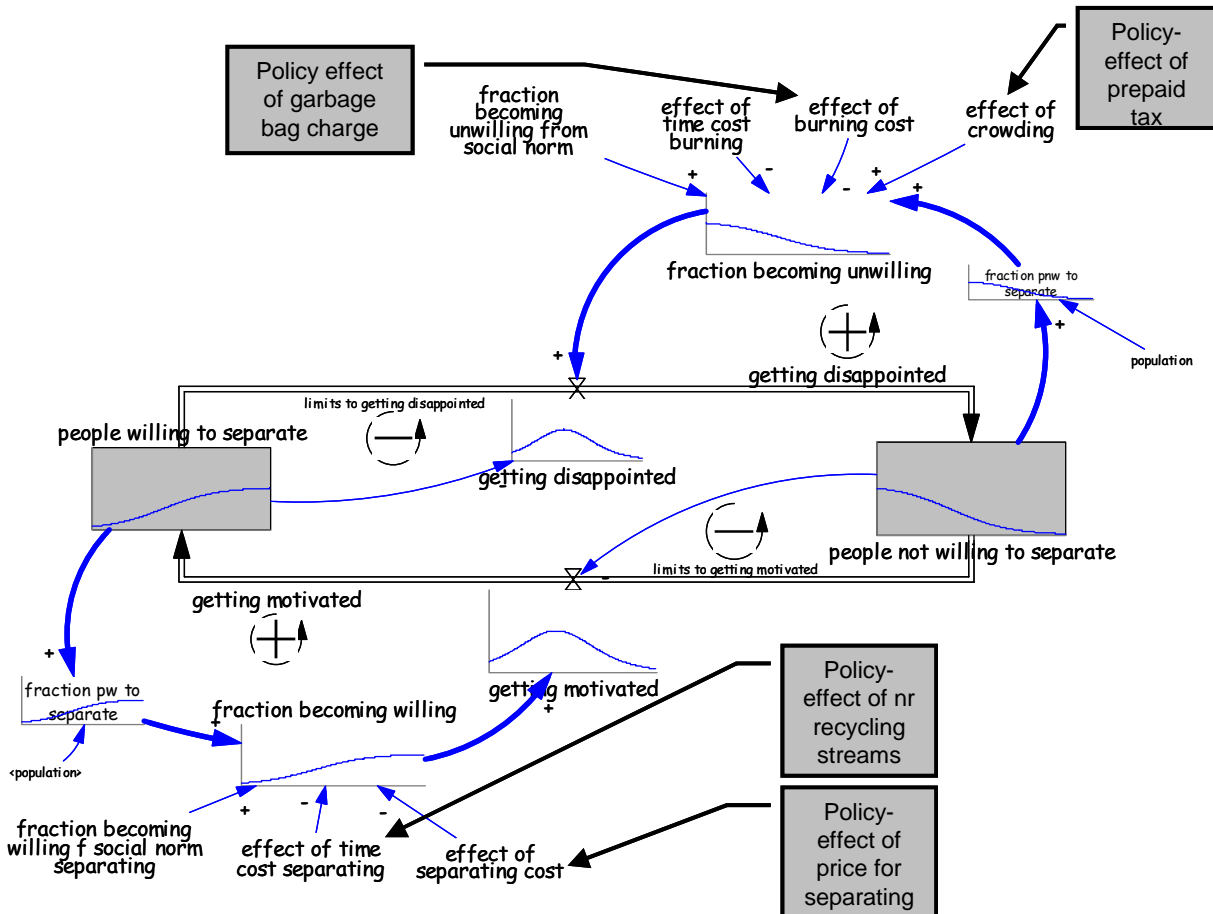 Policy effect
of garbage
bag charge
Policy-
effect of
prepaid
tax
fraction
becoming
unwilling from
social norm
effect of
time cost
burning
effect of
burning cost
effect of
crowding
+
-
-
+
+
fraction becoming unwilling
fraction pnw to
separate
+
population
+
getting disappointed
limits to getting disappointed
people willing to separate
getting disappointed
-
people not willing to separate
limits to getting motivated
-
getting motivated
+
fraction pw to
separate
<population>
getting motivated
+
fraction becoming willing
+
+
-
-
fraction becoming
willing f social norm
separating
effect of time
cost separating
effect of
separating cost
Policy-
effect of nr
recycling
streams
Policy-
effect of
price for
separating